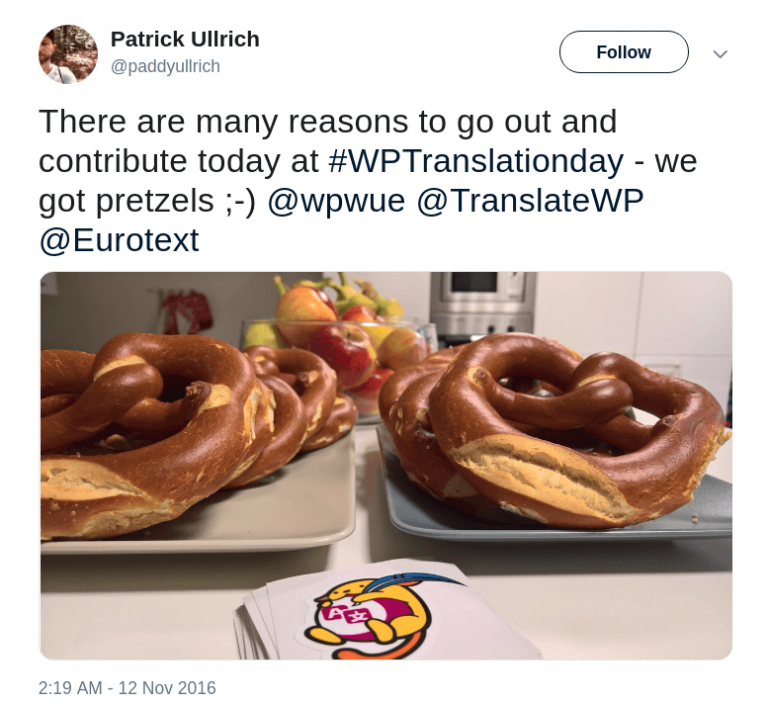 Patrick Ullrich
@paddyullrich
Follow
There are many reasons to go out and
contribute today at #WPTranslationday - we
got pretzels ;-) @wpwue @TranslateWP
@Eurotext
A 文
2:19 AM - 12 Nov 2016